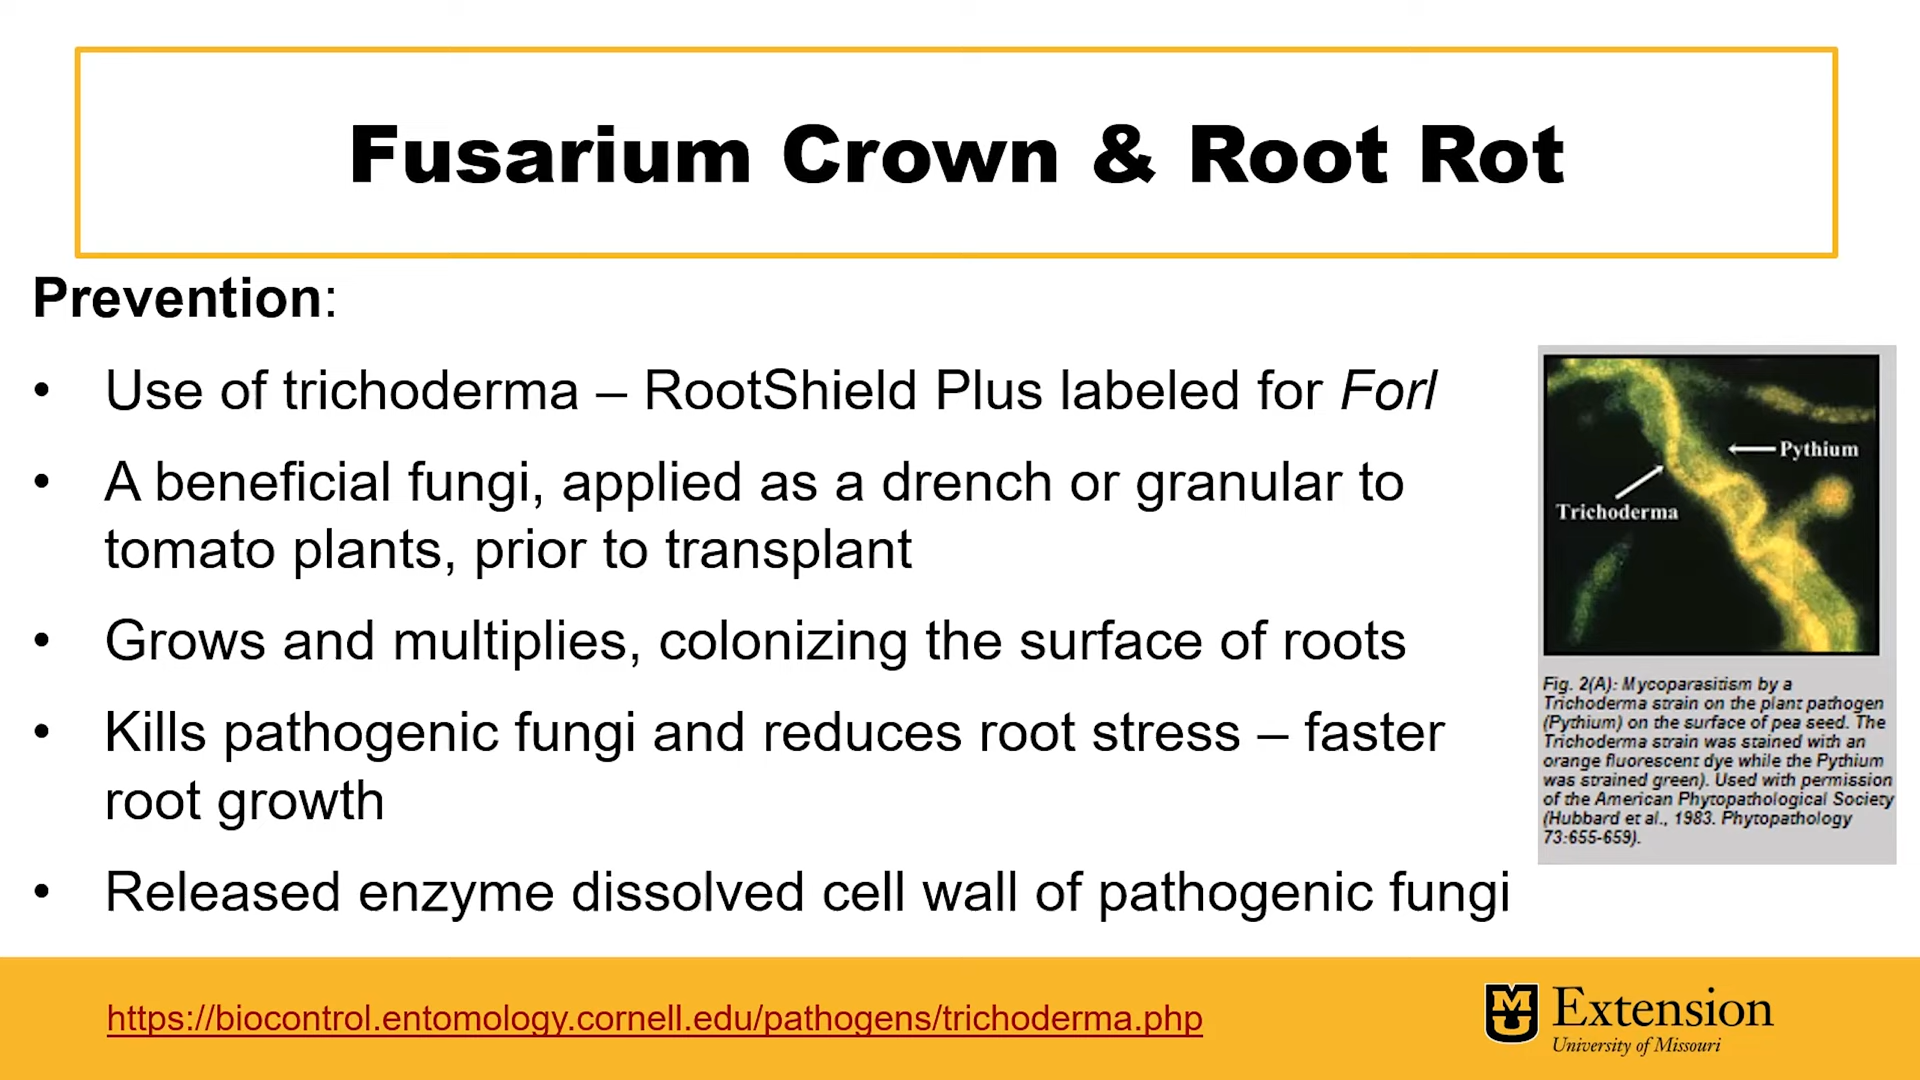 Fusarium Crown & Root Rot
Prevention:
• Use of trichoderma – RootShield Plus labeled for Forl
• A beneficial fungi, applied as a drench or granular to
tomato plants, prior to transplant
• Grows and multiplies, colonizing the surface of roots
• Kills pathogenic fungi and reduces root stress – faster
root growth
• Released enzyme dissolved cell wall of pathogenic fungi
Pythium
Trichoderma
Fig. 2(A): Mycoparasitism by a
Trichoderma strain on the plant pathogen
(Pythium) on the surface of pea seed. The
Trichoderma strain was stained with an
orange fluorescent dye while the Pythium
was strained green). Used with permission
of the American Phytopathological Society
(Hubbard et al., 1983. Phytopathology
73:655-659).
https://biocontrol.entomology.cornell.edu/pathogens/trichoderma.php
MU Extension
University of Missouri